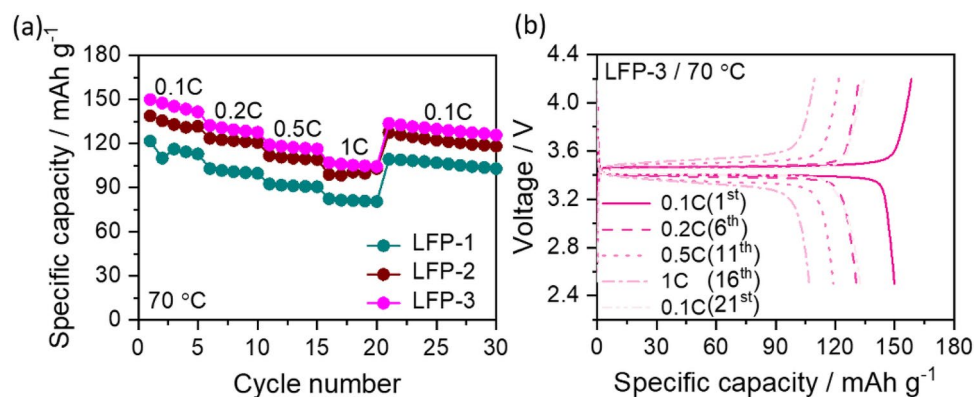 (a)
Specific capacity / mAh g⁻¹
180
150
120
90
60
30
0
0.1C
0.2C
0.5C
1C
0.1C
LFP-1
LFP-2
LFP-3
70 °C
0 5 10 15 20 25 30
Cycle number
(b)
Voltage / V
4.4
4.0
3.6
3.2
2.8
2.4
LFP-3 / 70 °C
0.1C(1ˢᵗ)
0.2C(6ᵗʰ)
0.5C(11ᵗʰ)
1C (16ᵗʰ)
0.1C(21ˢᵗ)
0 30 60 90 120 150 180
Specific capacity / mAh g⁻¹